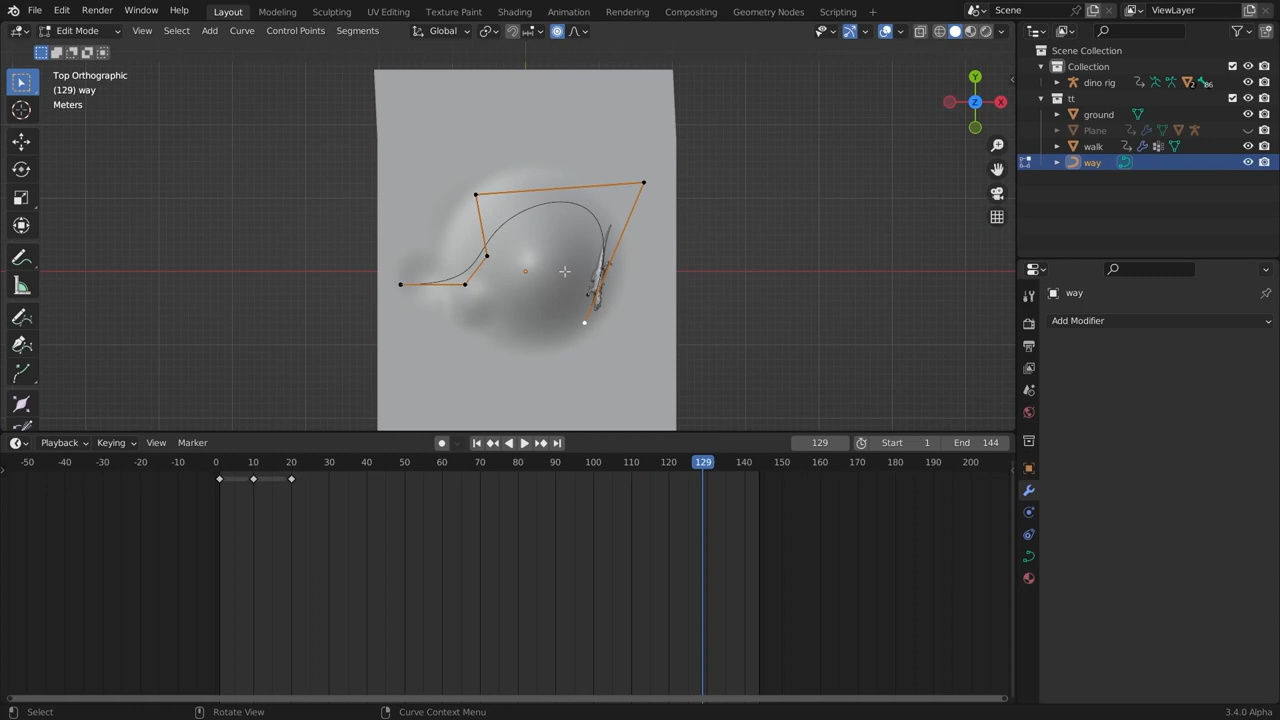 File Edit Render Window Help Layout Modeling Sculpting UV Editing Texture Paint Shading Animation Rendering Compositing Geometry Nodes Scripting + Scene ViewLayer
Edit Mode View Select Add Curve Control Points Segments Global
Top Orthographic
(129) way
Meters
Y
Z
X
Scene Collection
Collection
dino rig 2 86
tt
ground
Plane
walk
way
way
Add Modifier
Playback Keying View Marker 129 Start 1 End 144
-50 -40 -30 -20 -10 0 10 20 30 40 50 60 70 80 90 100 110 120 129 140 150 160 170 180 190 200
Select Rotate View Curve Context Menu 3.4.0 Alpha